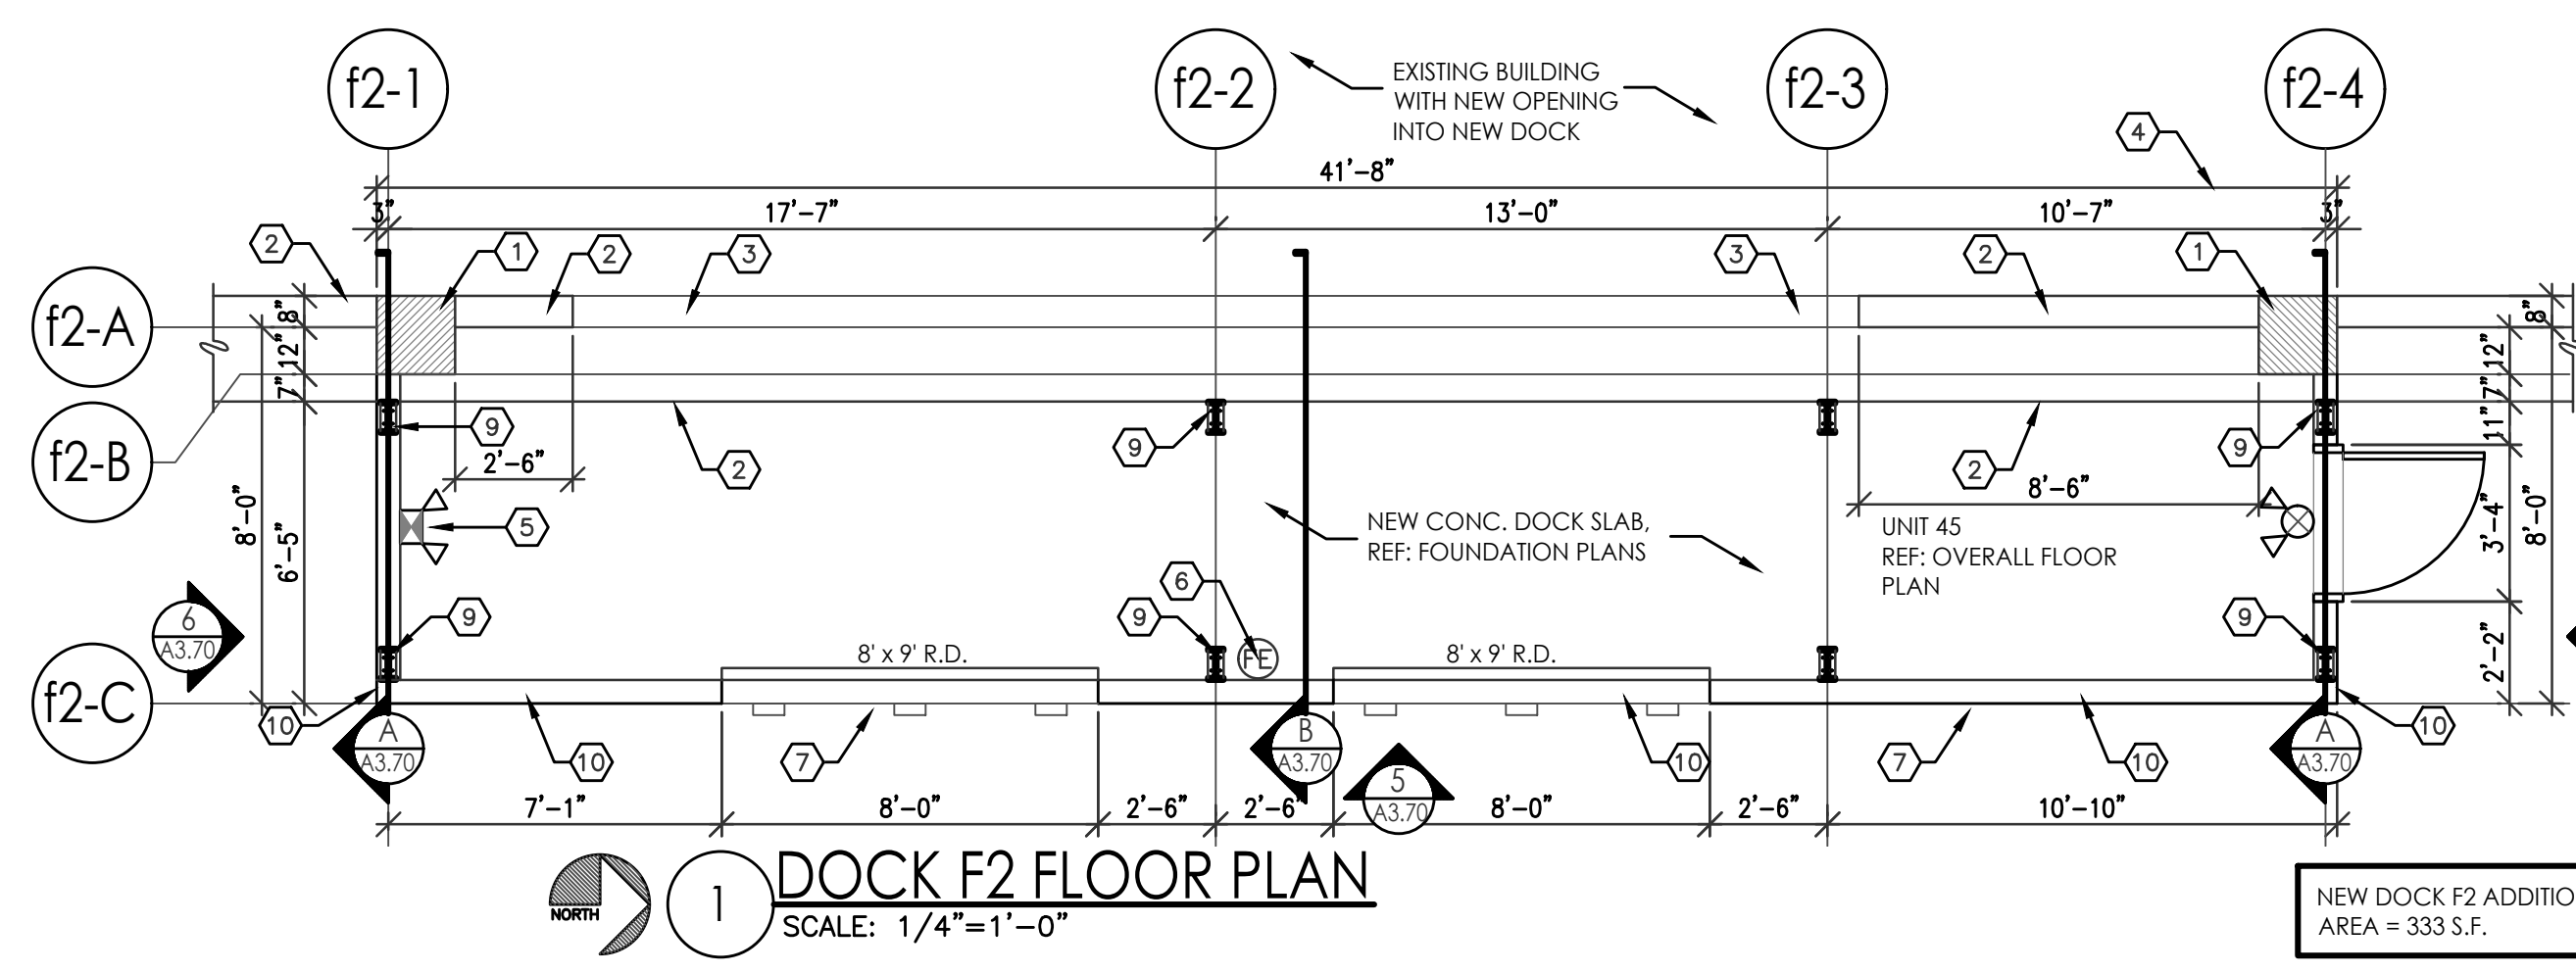 f2-1
f2-2
f2-3
f2-4
EXISTING BUILDING
WITH NEW OPENING
INTO NEW DOCK
4
41'-8"
3"
17'-7"
13'-0"
10'-7"
3"
2
1
2
3
3
2
1
f2-A
8"
12"
7"
8"
12"
7"
11"
f2-B
9
9
9
2'-6"
2
2
8'-6"
8'-0"
6'-5"
5
NEW CONC. DOCK SLAB,
REF: FOUNDATION PLANS
UNIT 45
REF: OVERALL FLOOR
PLAN
3'-4"
8'-0"
6
6
A3.70
9
9
FE
9
2'-2"
8' x 9' R.D.
8' x 9' R.D.
f2-C
10
A
A3.70
10
7
B
A3.70
5
A3.70
10
7
10
A
A3.70
10
7'-1"
8'-0"
2'-6"
2'-6"
8'-0"
2'-6"
10'-10"
NORTH
1
DOCK F2 FLOOR PLAN
SCALE: 1/4"=1'-0"
NEW DOCK F2 ADDITIO
AREA = 333 S.F.